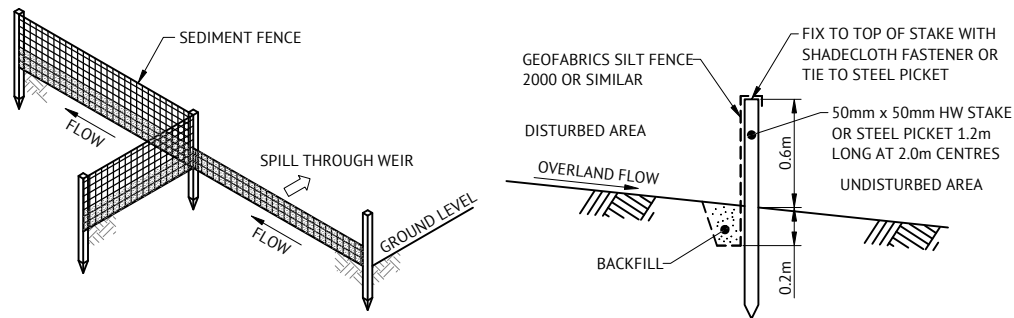 SEDIMENT FENCE
FLOW
SPILL THROUGH WEIR
FLOW
GROUND LEVEL
FIX TO TOP OF STAKE WITH
SHADECLOTH FASTENER OR
TIE TO STEEL PICKET
GEOFABRICS SILT FENCE
2000 OR SIMILAR
50mm x 50mm HW STAKE
OR STEEL PICKET 1.2m
LONG AT 2.0m CENTRES
DISTURBED AREA
0.6m
OVERLAND FLOW
UNDISTURBED AREA
BACKFILL
0.2m